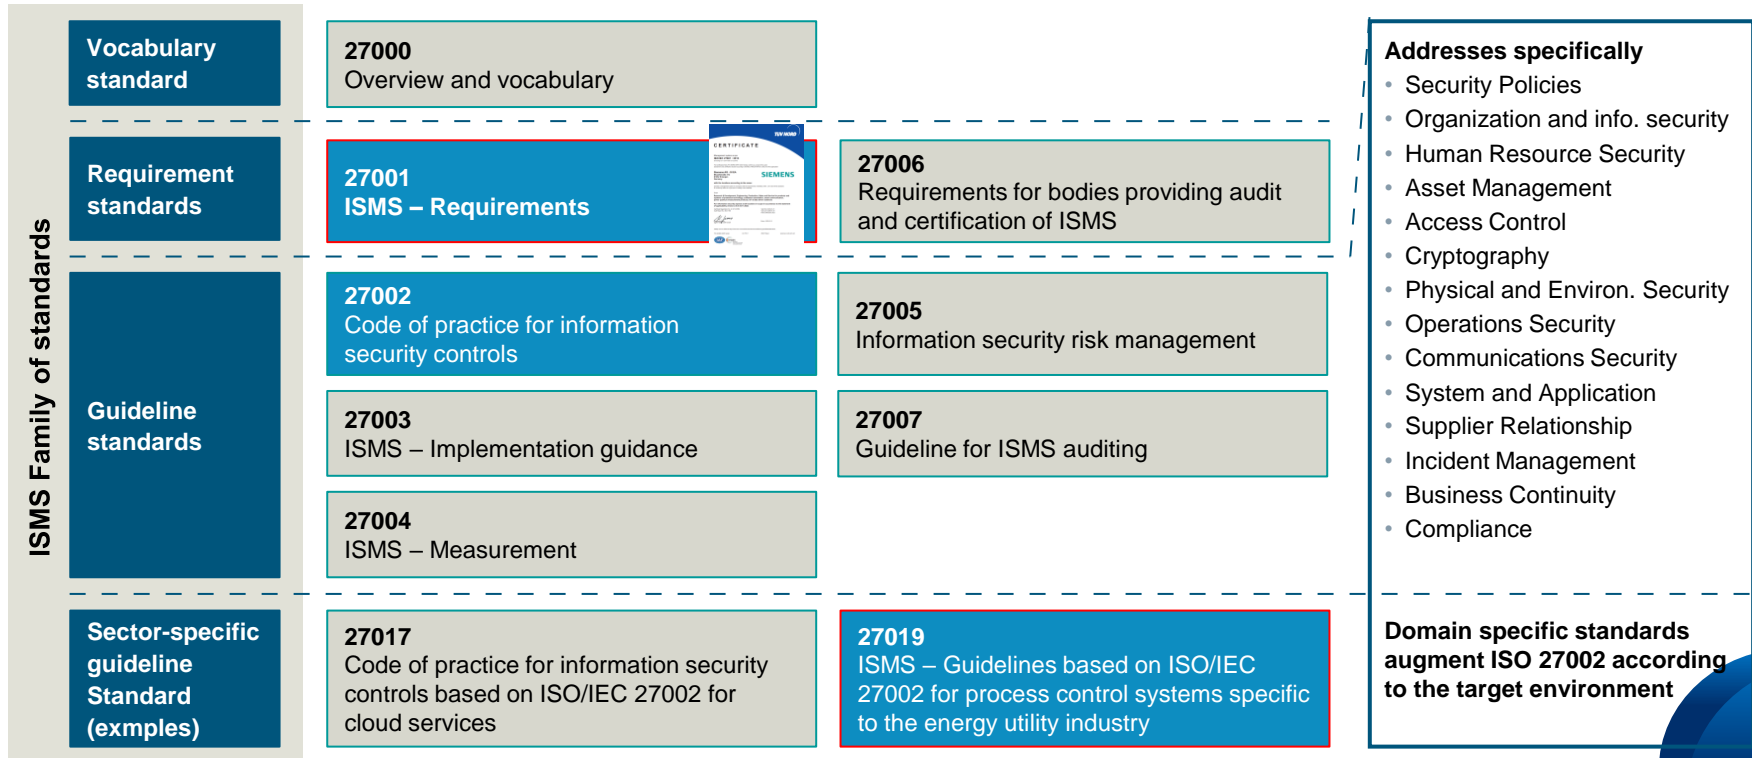 ISMS Family of standards
Vocabulary
standard
27000
Overview and vocabulary
Requirement
standards
27001
ISMS – Requirements
TÜV NORD
CERTIFICATE
SIEMENS
27006
Requirements for bodies providing audit
and certification of ISMS
Guideline
standards
27002
Code of practice for information
security controls
27005
Information security risk management
27003
ISMS – Implementation guidance
27007
Guideline for ISMS auditing
27004
ISMS – Measurement
Sector-specific
guideline
Standard
(exmples)
27017
Code of practice for information security
controls based on ISO/IEC 27002 for
cloud services
27019
ISMS – Guidelines based on ISO/IEC
27002 for process control systems specific
to the energy utility industry
Addresses specifically
• Security Policies
• Organization and info. security
• Human Resource Security
• Asset Management
• Access Control
• Cryptography
• Physical and Environ. Security
• Operations Security
• Communications Security
• System and Application
• Supplier Relationship
• Incident Management
• Business Continuity
• Compliance
Domain specific standards
augment ISO 27002 according
to the target environment